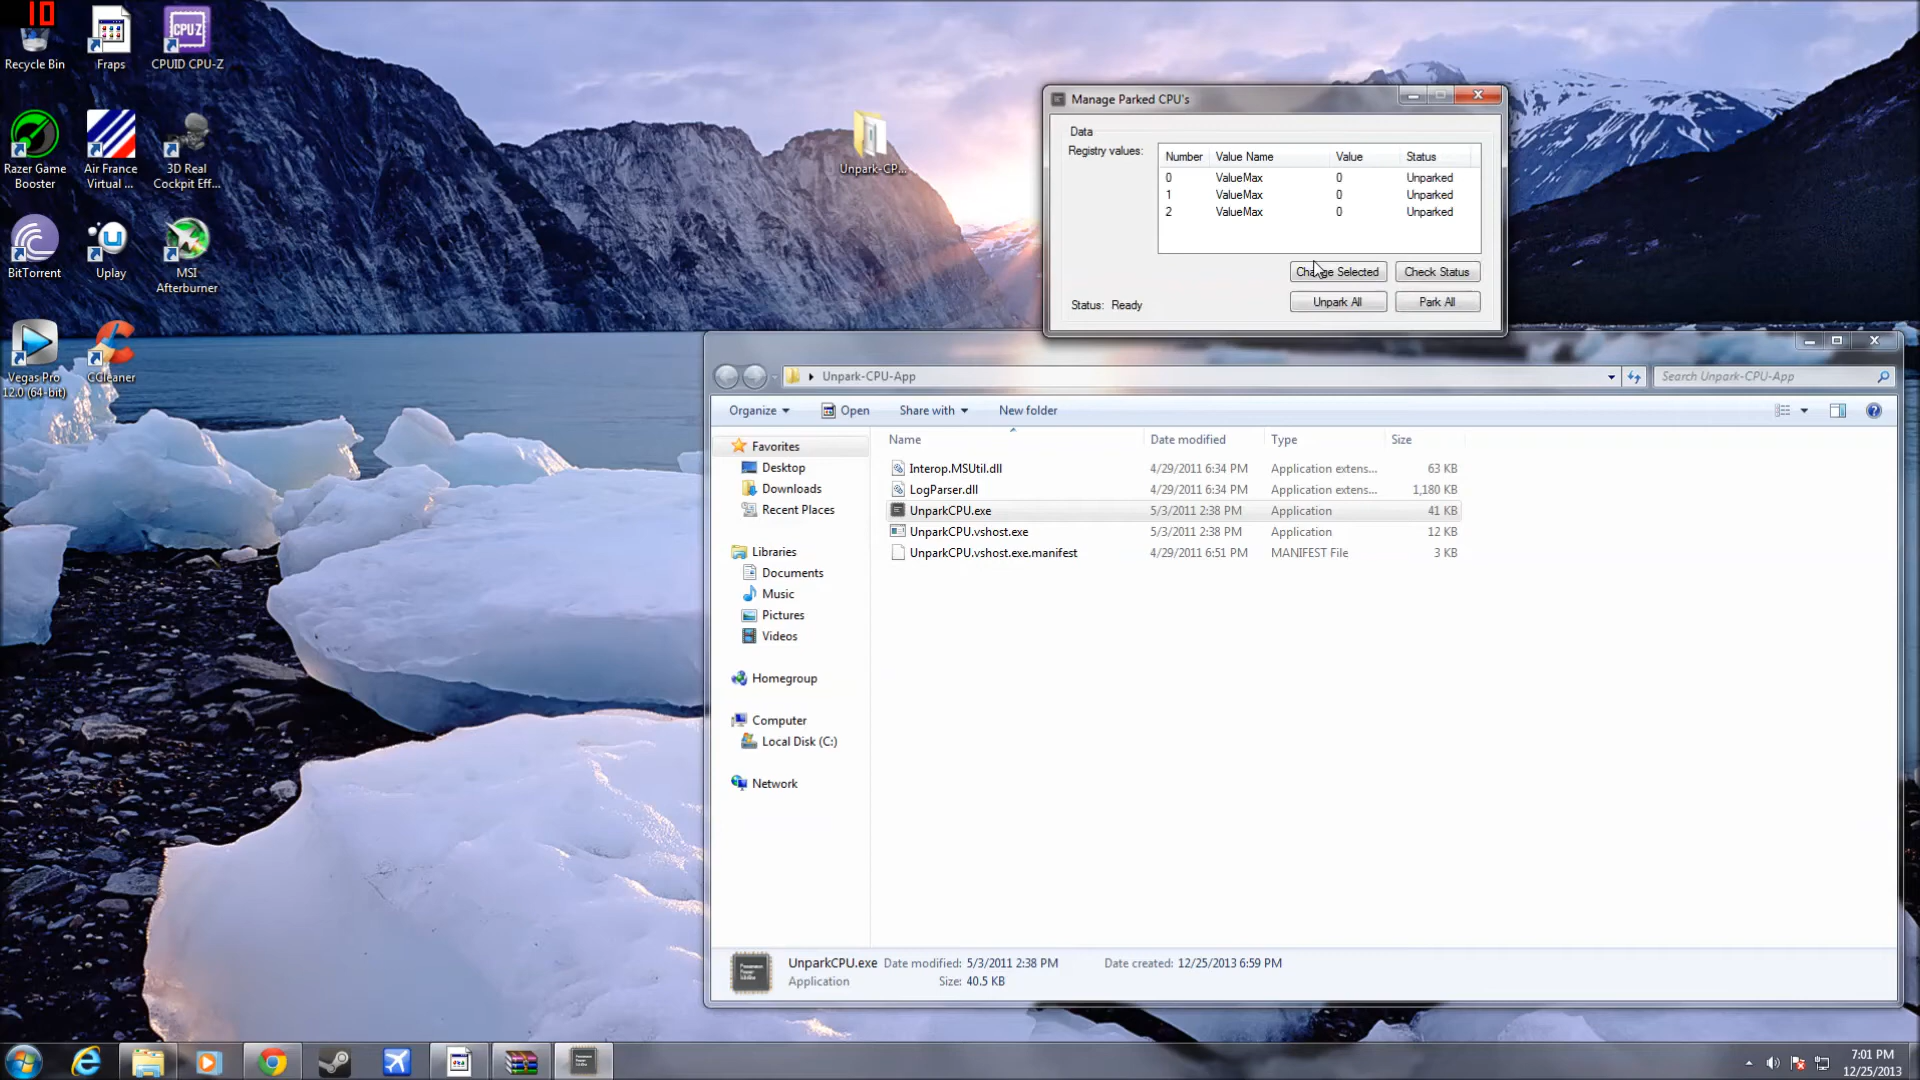 10
Recycle Bin
Fraps
CPU-Z
CPUID CPU-Z
Razer Game Booster
Air France Virtual ...
3D Real Cockpit Eff...
BitTorrent
Uplay
MSI Afterburner
Vegas Pro 12.0 (64-bit)
CCleaner
Unpark-CP...
Manage Parked CPU's
Data
Registry values:
Number Value Name Value Status
0 ValueMax 0 Unparked
1 ValueMax 0 Unparked
2 ValueMax 0 Unparked
Change Selected Check Status
Status: Ready Unpark All Park All
Unpark-CPU-App Search Unpark-CPU-App
Organize Open Share with New folder
Name Date modified Type Size
Interop.MSUtil.dll 4/29/2011 6:34 PM Application extens... 63 KB
LogParser.dll 4/29/2011 6:34 PM Application extens... 1,180 KB
UnparkCPU.exe 5/3/2011 2:38 PM Application 41 KB
UnparkCPU.vshost.exe 5/3/2011 2:38 PM Application 12 KB
UnparkCPU.vshost.exe.manifest 4/29/2011 6:51 PM MANIFEST File 3 KB
Favorites
Desktop
Downloads
Recent Places
Libraries
Documents
Music
Pictures
Videos
Homegroup
Computer
Local Disk (C:)
Network
UnparkCPU.exe Date modified: 5/3/2011 2:38 PM Date created: 12/25/2013 6:59 PM
Application Size: 40.5 KB
7:01 PM
12/25/2013